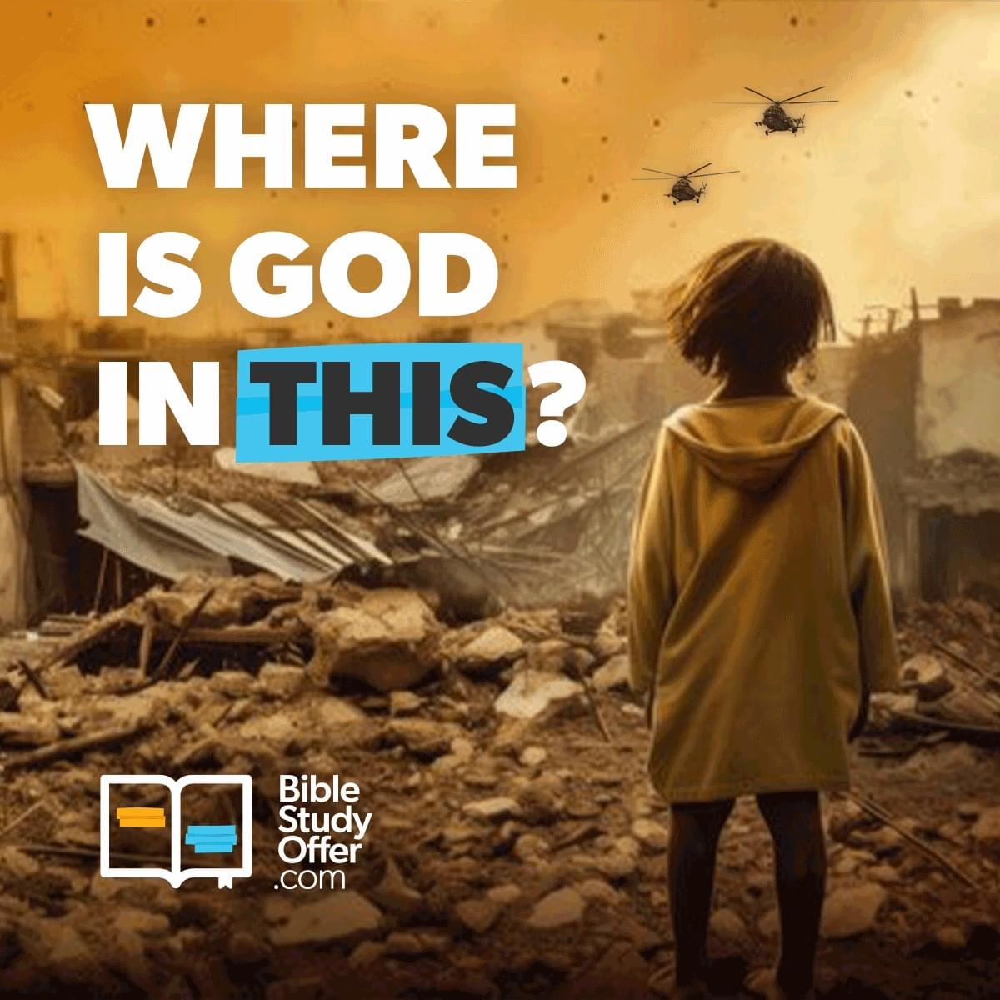 WHERE
IS GOD
IN THIS?
Bible
Study
Offer
.com